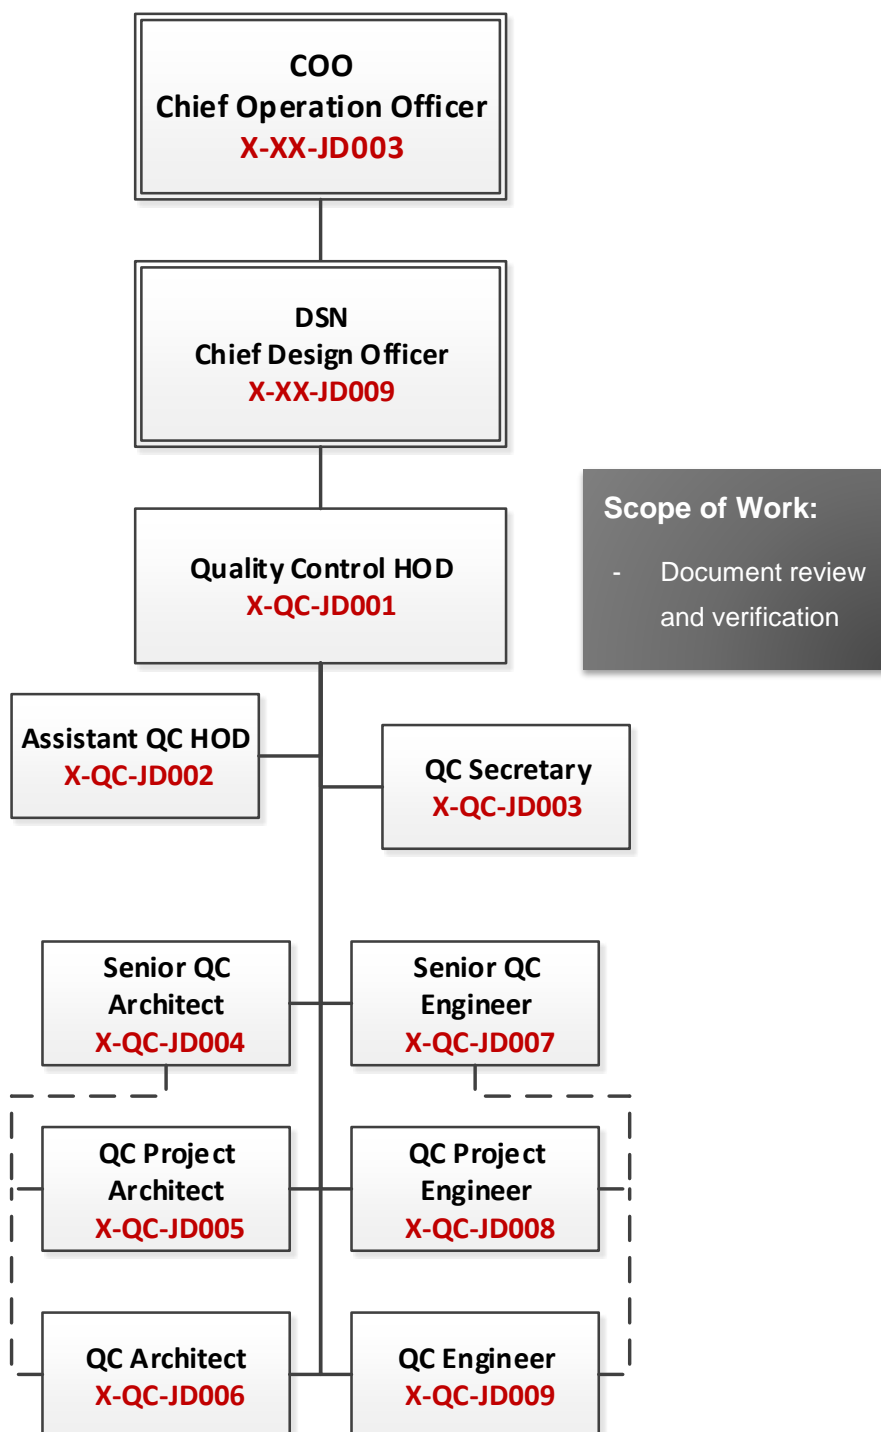 COO
Chief Operation Officer
X-XX-JD003
DSN
Chief Design Officer
X-XX-JD009
Quality Control HOD
X-QC-JD001
Scope of Work:
- Document review
and verification
Assistant QC HOD
X-QC-JD002
QC Secretary
X-QC-JD003
Senior QC
Architect
X-QC-JD004
Senior QC
Engineer
X-QC-JD007
QC Project
Architect
X-QC-JD005
QC Project
Engineer
X-QC-JD008
QC Architect
X-QC-JD006
QC Engineer
X-QC-JD009